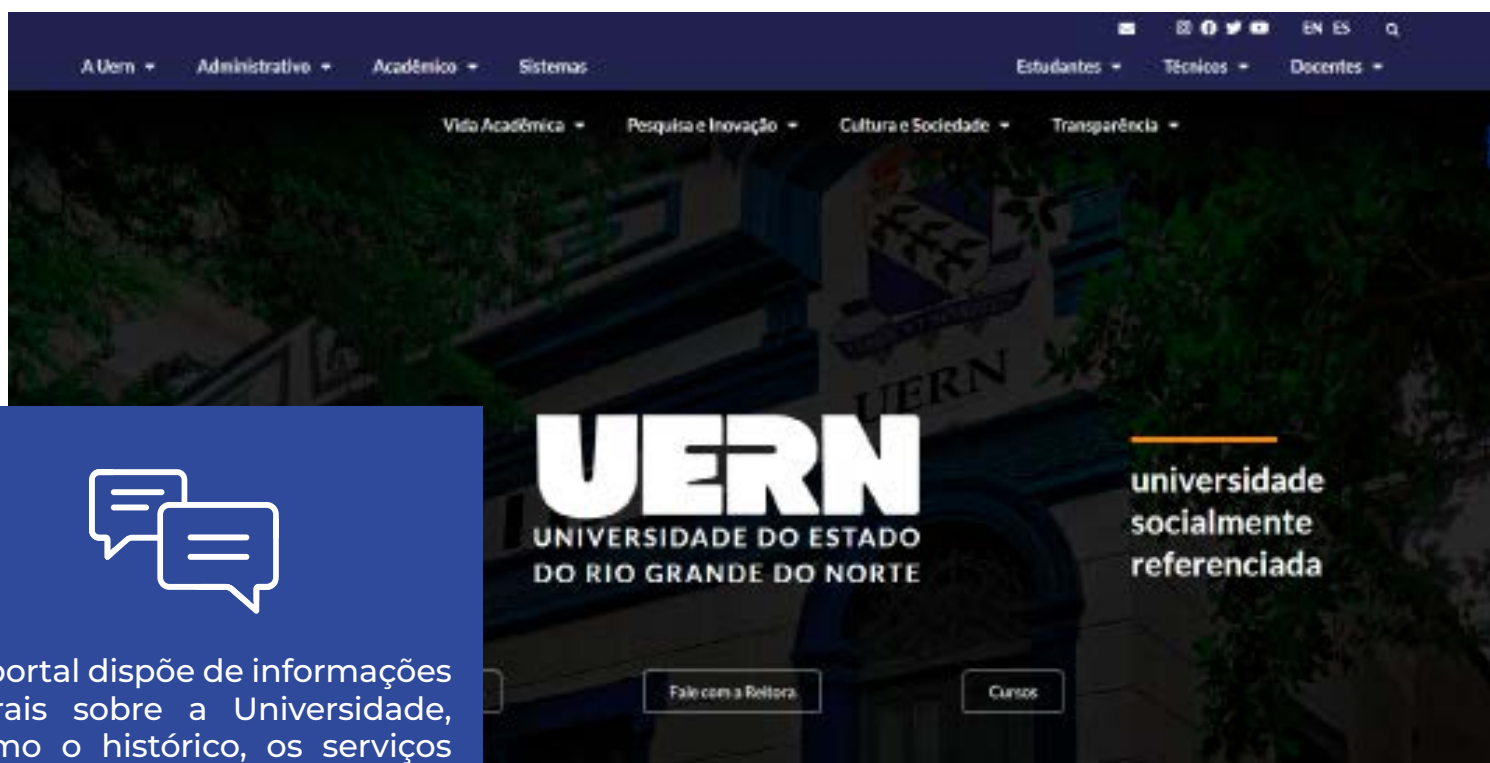 EN ES
A Uern Administrativo Acadêmico Sistemas Estudantes Técnicos Docentes
Vida Acadêmica Pesquisa e Inovação Cultura e Sociedade Transparência
UERN
UERN
UNIVERSIDADE DO ESTADO
DO RIO GRANDE DO NORTE
universidade
socialmente
referenciada
Fale com a Reitora
Cursos
portal dispõe de informações
rais sobre a Universidade,
mo o histórico, os serviços